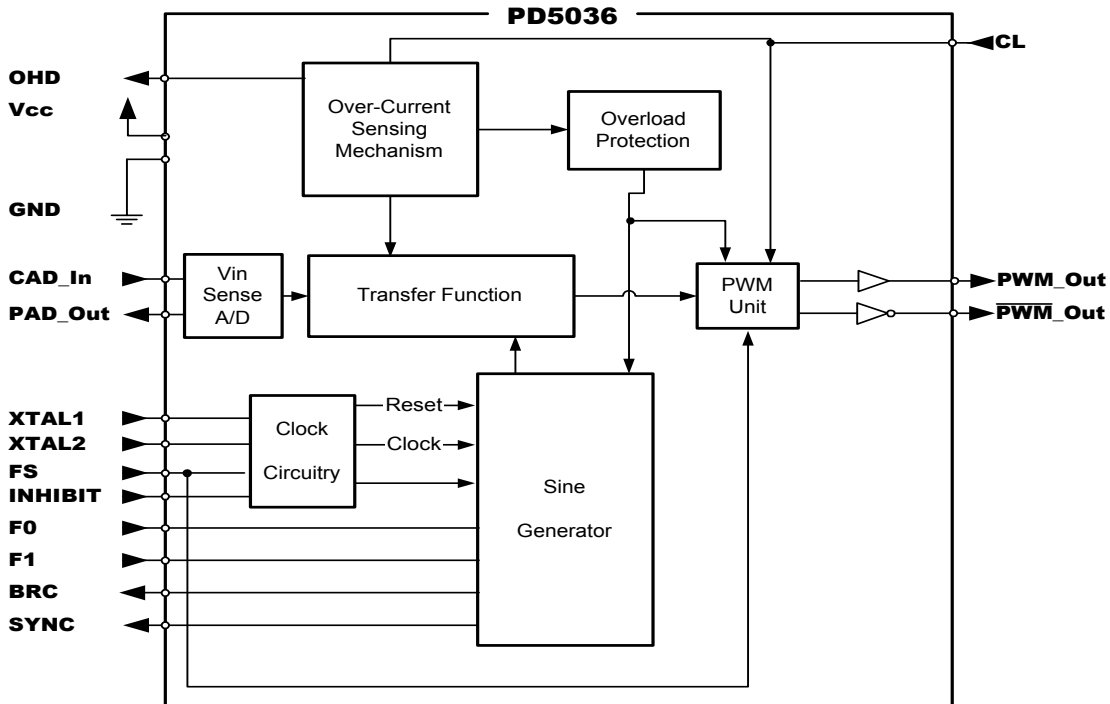 PD5036
CL
OHD
Vcc
GND
CAD_In
PAD_Out
XTAL1
XTAL2
FS
INHIBIT
F0
F1
BRC
SYNC
Over-Current
Sensing
Mechanism
Overload
Protection
Vin
Sense
A/D
Transfer Function
PWM
Unit
PWM_Out
PWM_Out
Clock
Circuitry
Reset
Clock
Sine
Generator